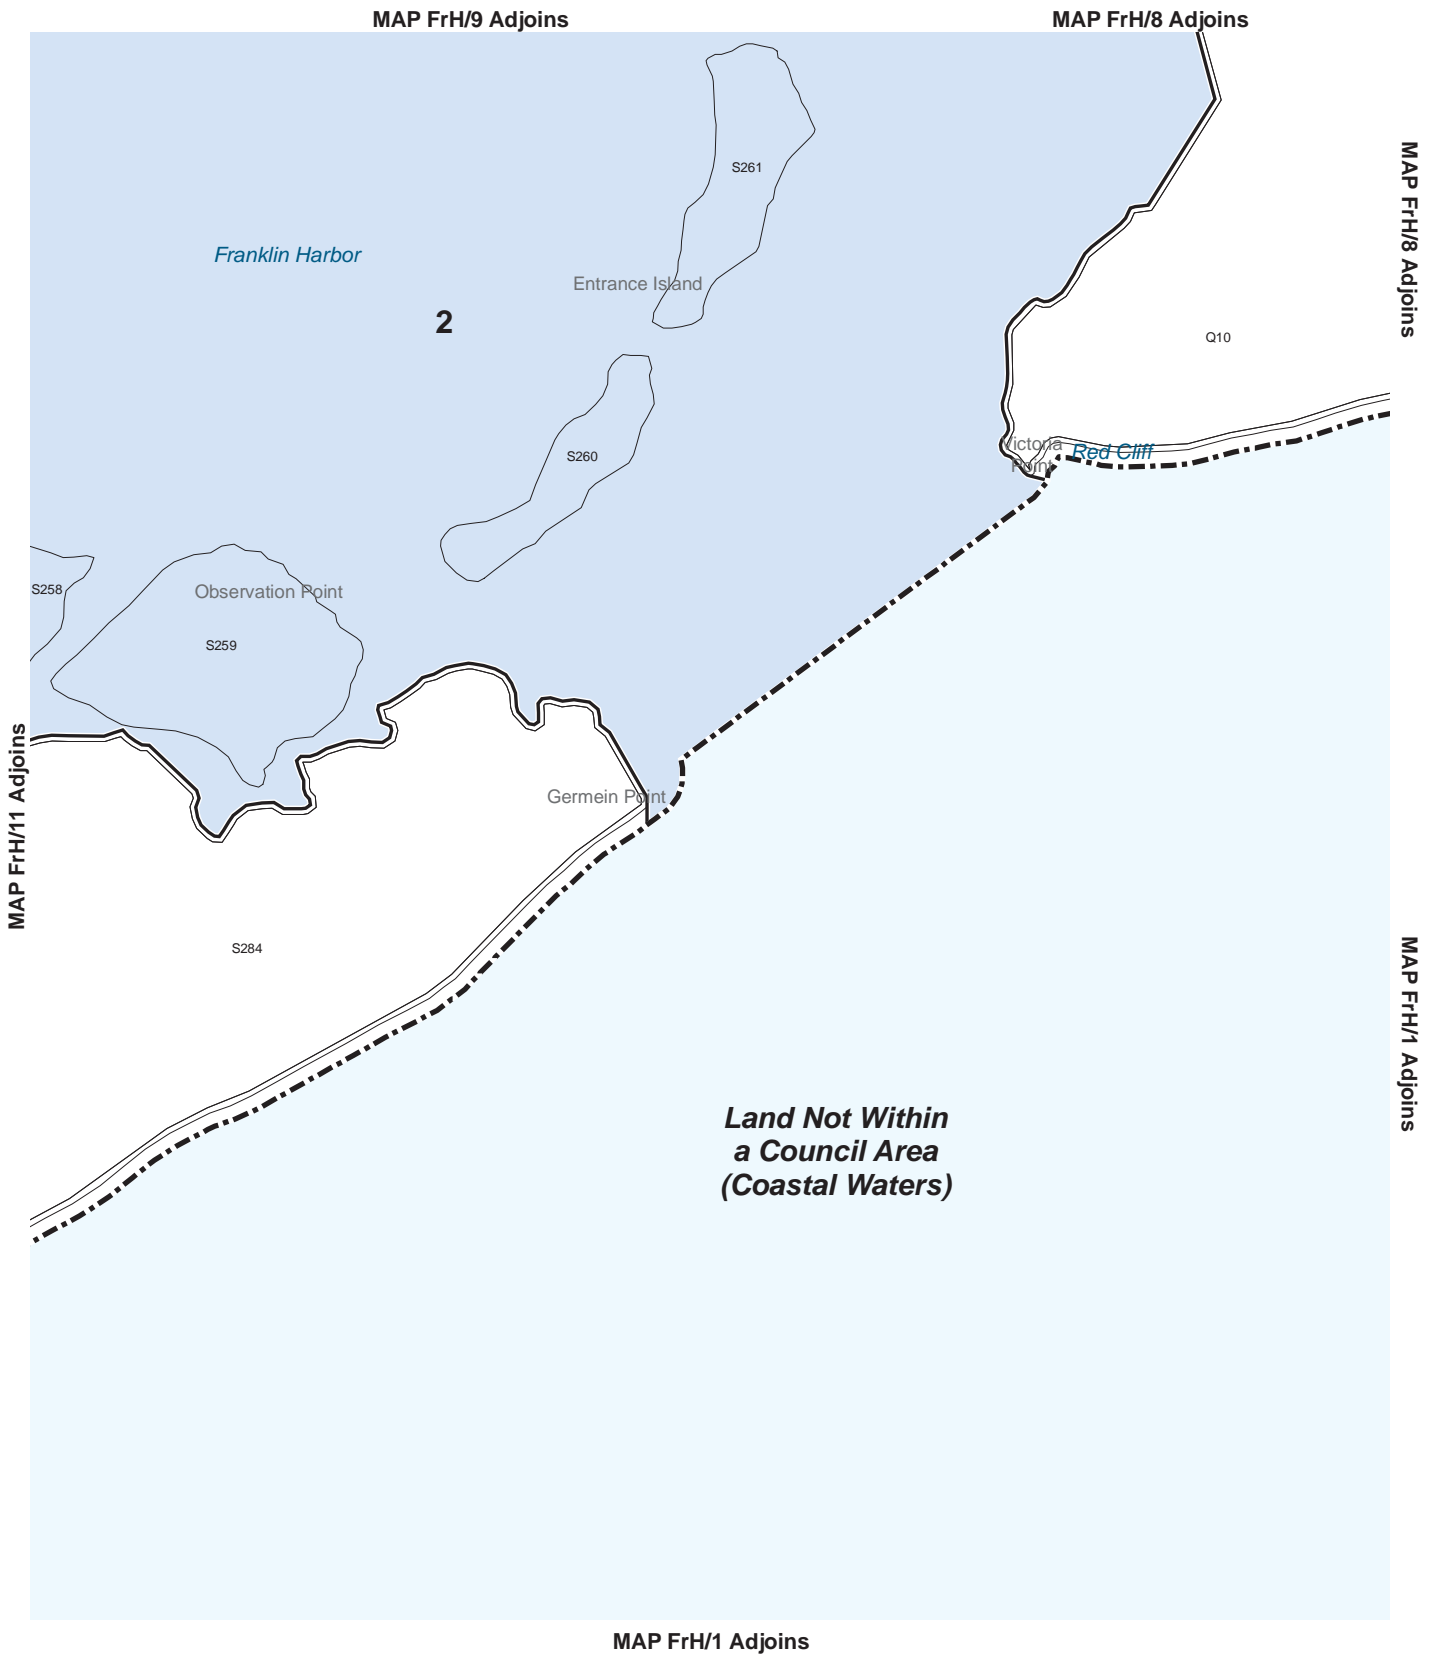 MAP FrH/9 Adjoins
MAP FrH/8 Adjoins
S261
MAP FrH/8 Adjoins
Franklin Harbor
Entrance Island
2
Q10
Victoria
Point
Red Cliff
S260
S258
Observation Point
S259
MAP FrH/11 Adjoins
Germein Point
S284
MAP FrH/1 Adjoins
Land Not Within
a Council Area
(Coastal Waters)
MAP FrH/1 Adjoins